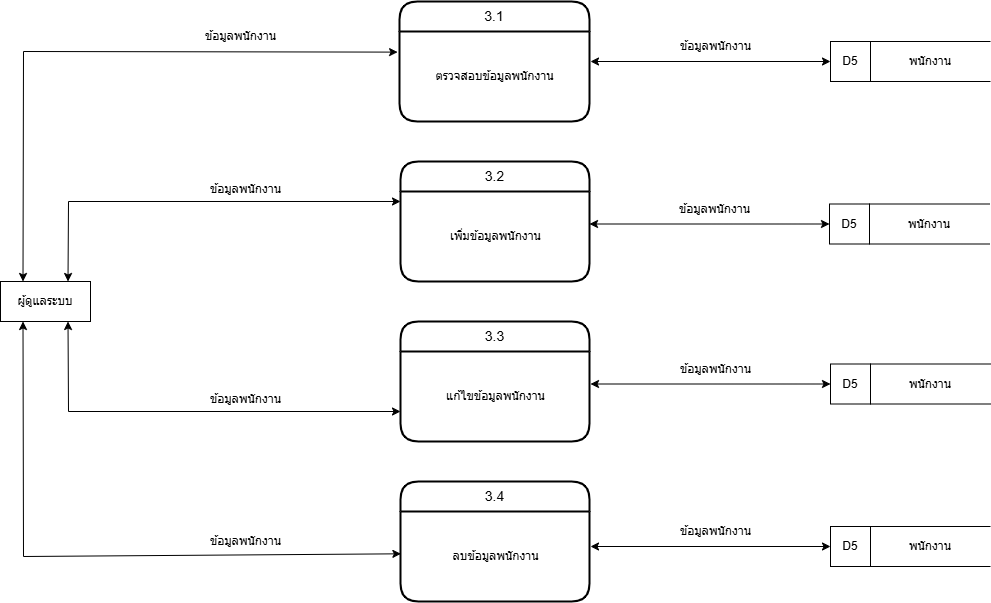 3.1
ข้อมูลพนักงาน
ข้อมูลพนักงาน
D5 พนักงาน
ตรวจสอบข้อมูลพนักงาน
3.2
ข้อมูลพนักงาน
ข้อมูลพนักงาน
D5 พนักงาน
เพิ่มข้อมูลพนักงาน
ผู้ดูแลระบบ
3.3
ข้อมูลพนักงาน
D5 พนักงาน
แก้ไขข้อมูลพนักงาน
ข้อมูลพนักงาน
3.4
ข้อมูลพนักงาน
ข้อมูลพนักงาน
D5 พนักงาน
ลบข้อมูลพนักงาน